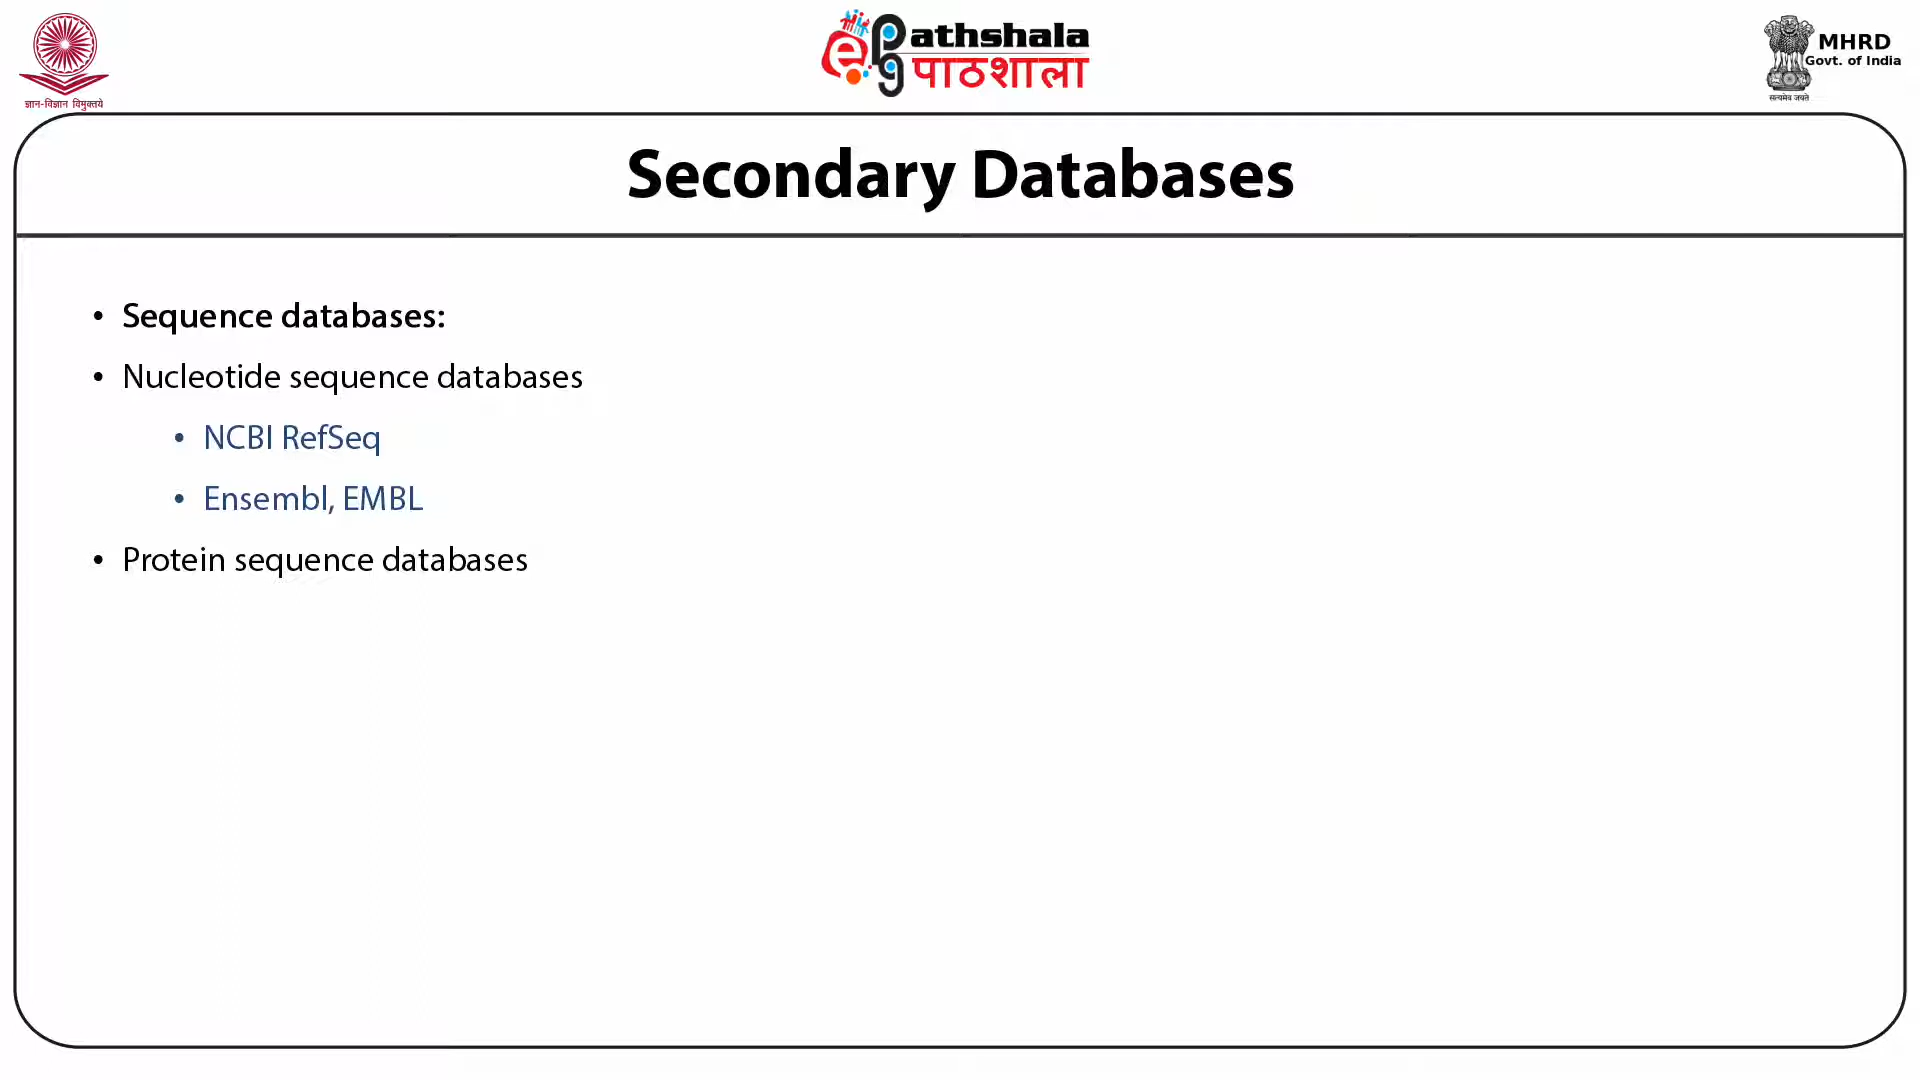 ज्ञान-विज्ञान विमुक्तये
ePathshala
पाठशाला
MHRD
Govt. of India
सत्यमेव जयते
Secondary Databases
• Sequence databases:
• Nucleotide sequence databases
• NCBI RefSeq
• Ensembl, EMBL
• Protein sequence databases